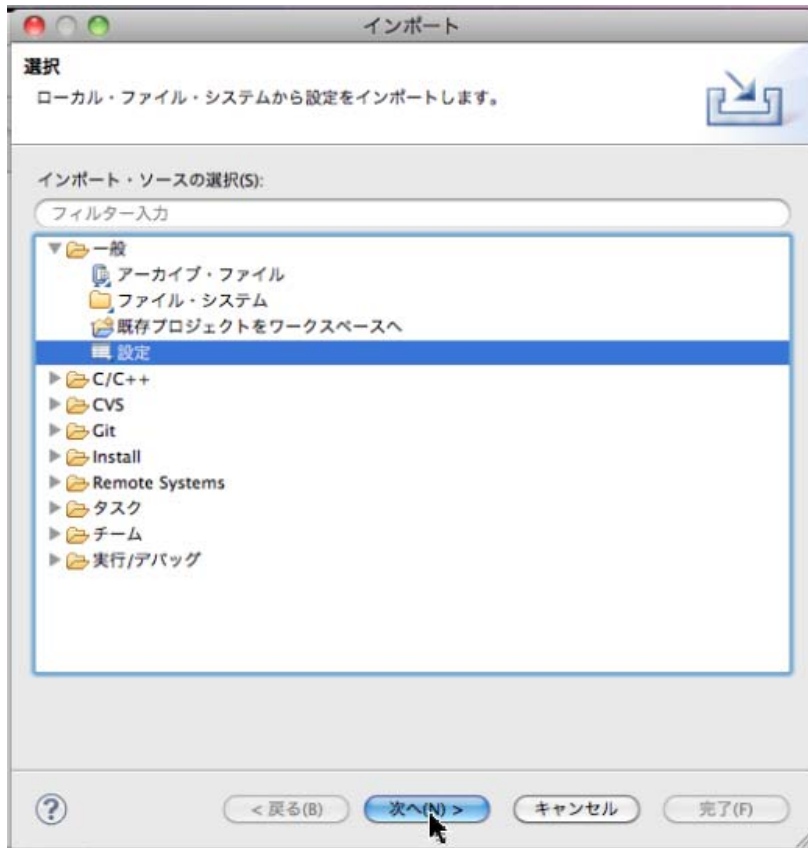 インポート
選択
ローカル・ファイル・システムから設定をインポートします。
インポート・ソースの選択(S):
フィルター入力
一般
アーカイブ・ファイル
ファイル・システム
既存プロジェクトをワークスペースへ
設定
C/C++
CVS
Git
Install
Remote Systems
タスク
チーム
実行/デバッグ
?
< 戻る(B)
次へ(N) >
キャンセル
完了(F)